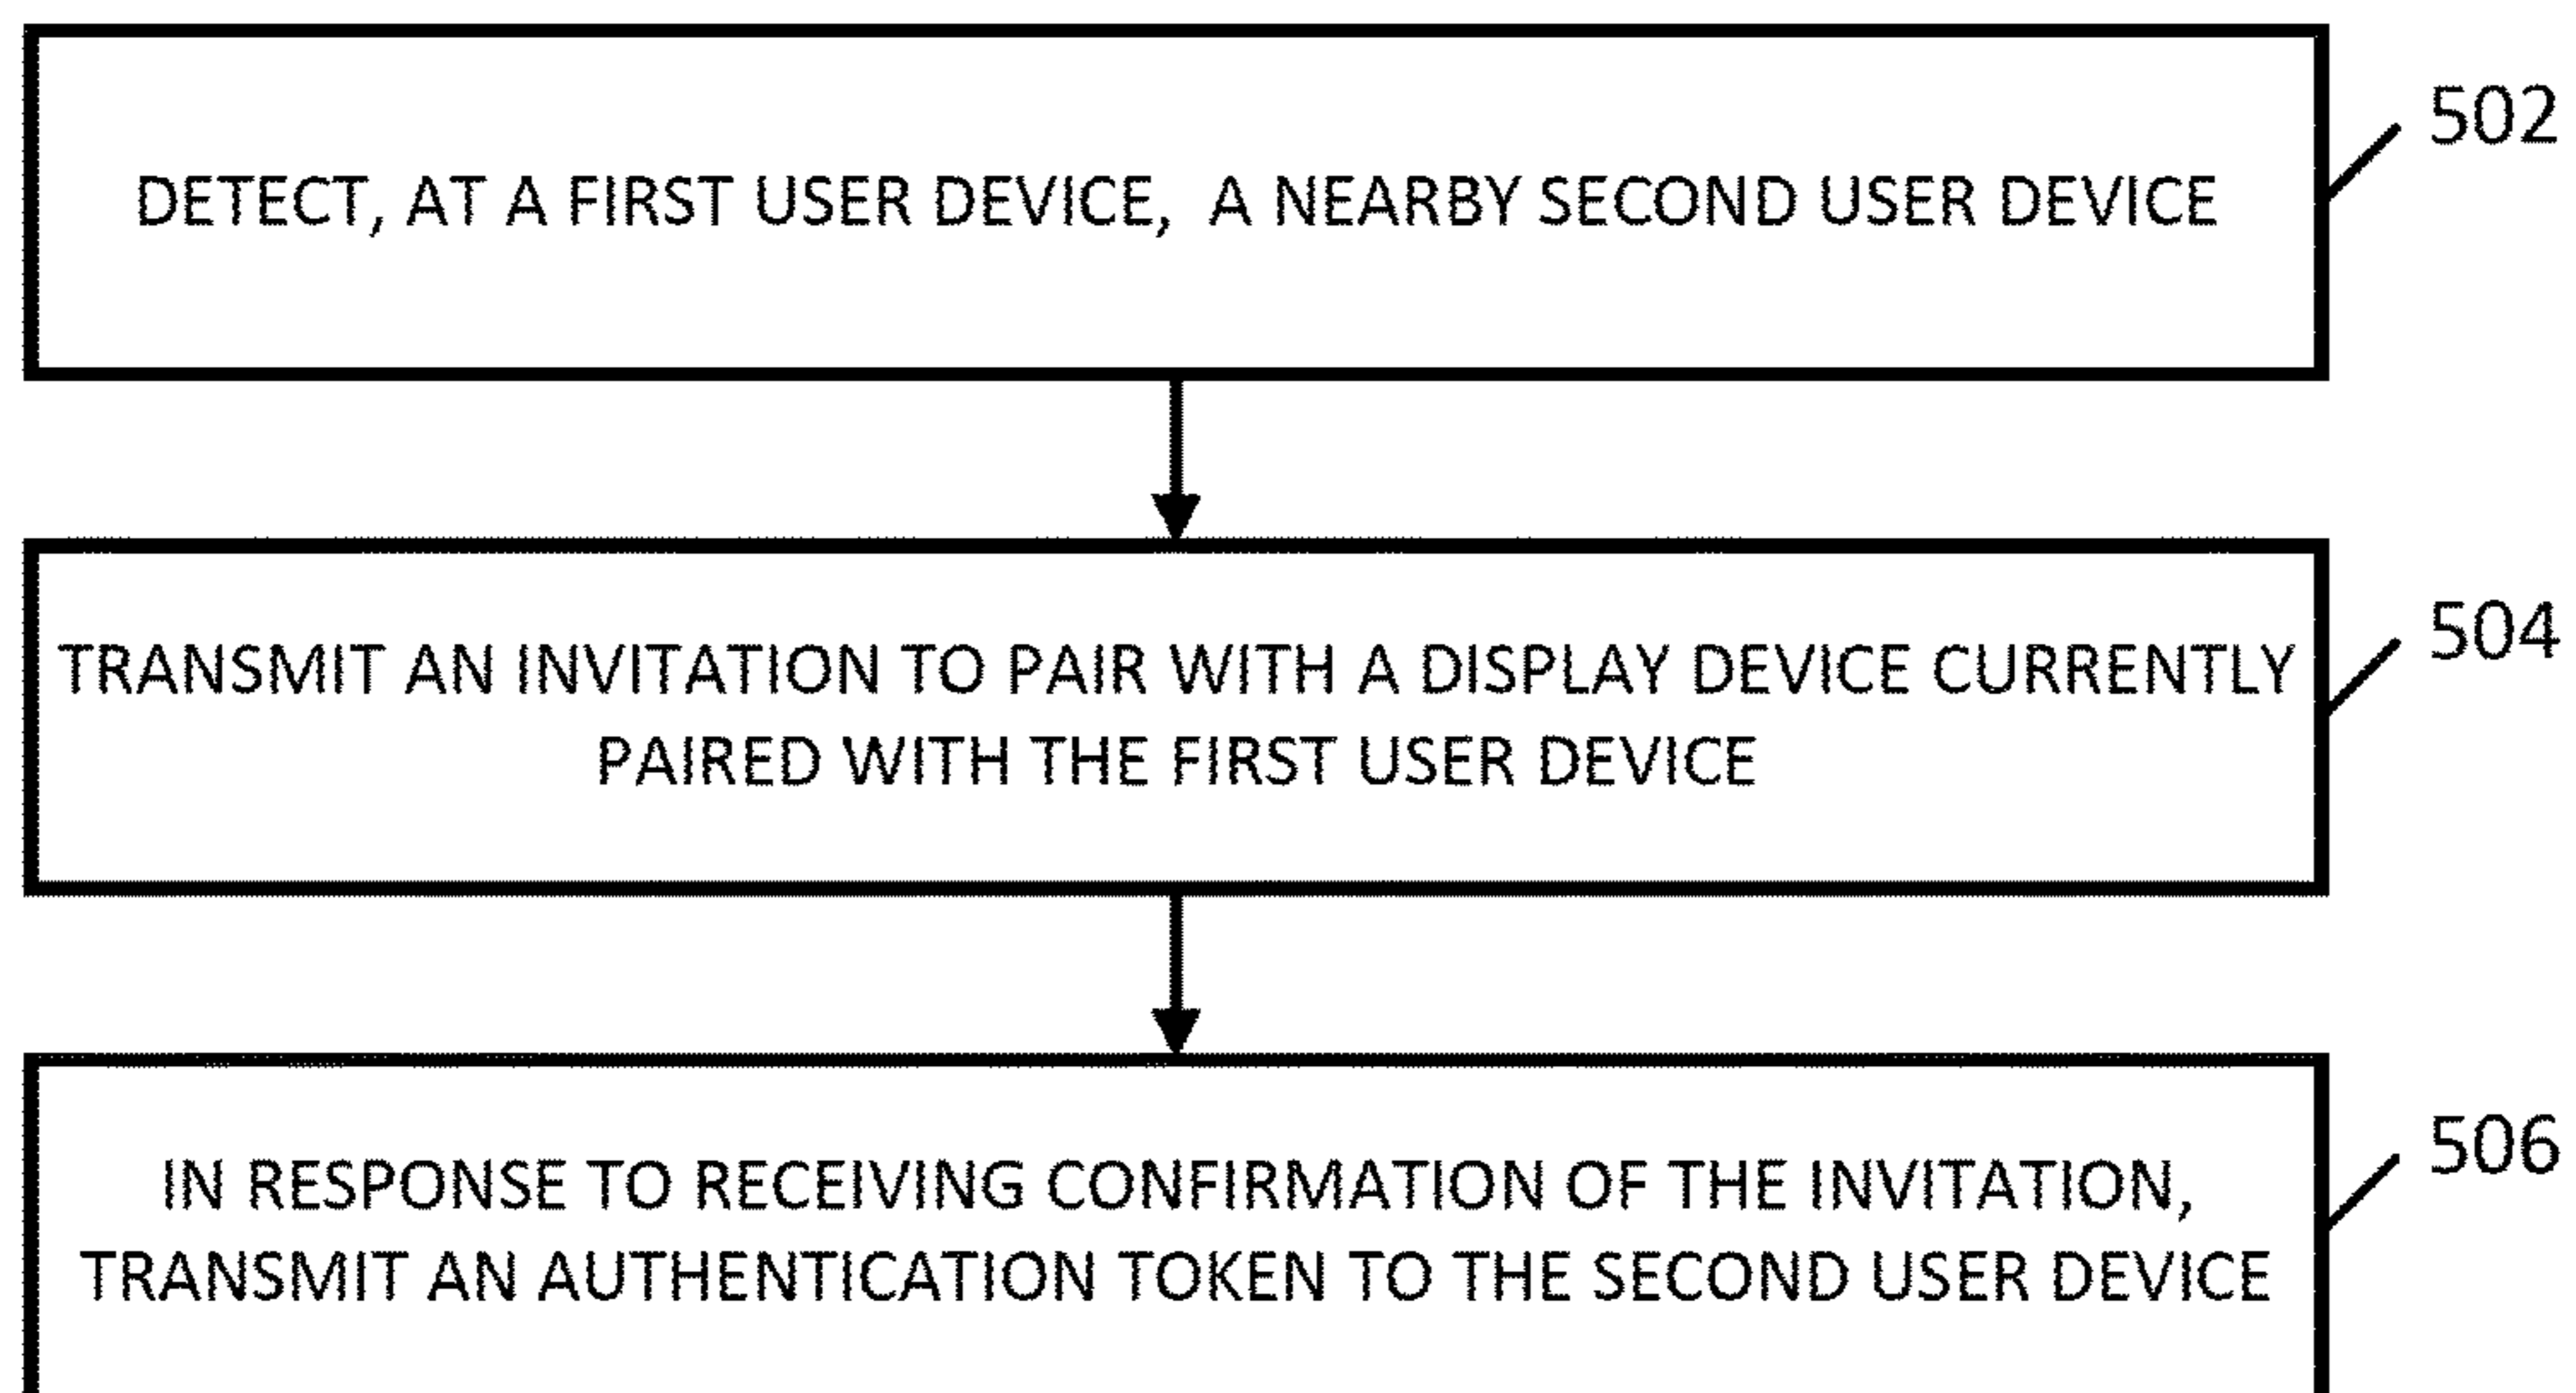 502
DETECT, AT A FIRST USER DEVICE, A NEARBY SECOND USER DEVICE
504
TRANSMIT AN INVITATION TO PAIR WITH A DISPLAY DEVICE CURRENTLY
PAIRED WITH THE FIRST USER DEVICE
506
IN RESPONSE TO RECEIVING CONFIRMATION OF THE INVITATION,
TRANSMIT AN AUTHENTICATION TOKEN TO THE SECOND USER DEVICE